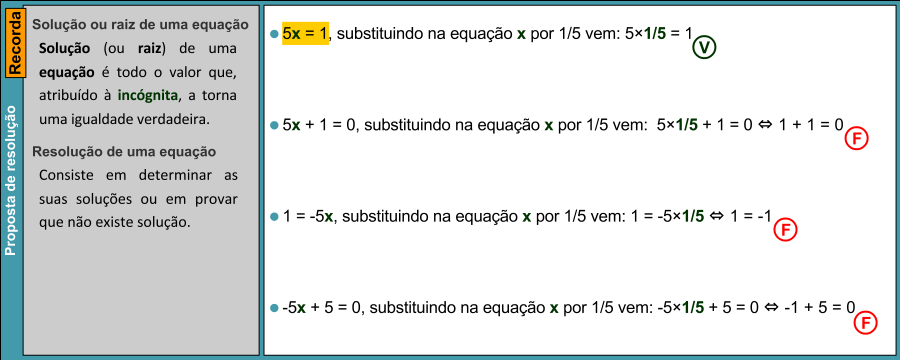 Recorda
Proposta de resolução
Solução ou raiz de uma equação
Solução (ou raiz) de uma
equação é todo o valor que,
atribuído à incógnita, a torna
uma igualdade verdadeira.
Resolução de uma equação
Consiste em determinar as
suas soluções ou em provar
que não existe solução.
5x = 1, substituindo na equação x por 1/5 vem: 5×1/5 = 1 V
5x + 1 = 0, substituindo na equação x por 1/5 vem: 5×1/5 + 1 = 0 ⇔ 1 + 1 = 0 F
1 = -5x, substituindo na equação x por 1/5 vem: 1 = -5×1/5 ⇔ 1 = -1 F
-5x + 5 = 0, substituindo na equação x por 1/5 vem: -5×1/5 + 5 = 0 ⇔ -1 + 5 = 0 F